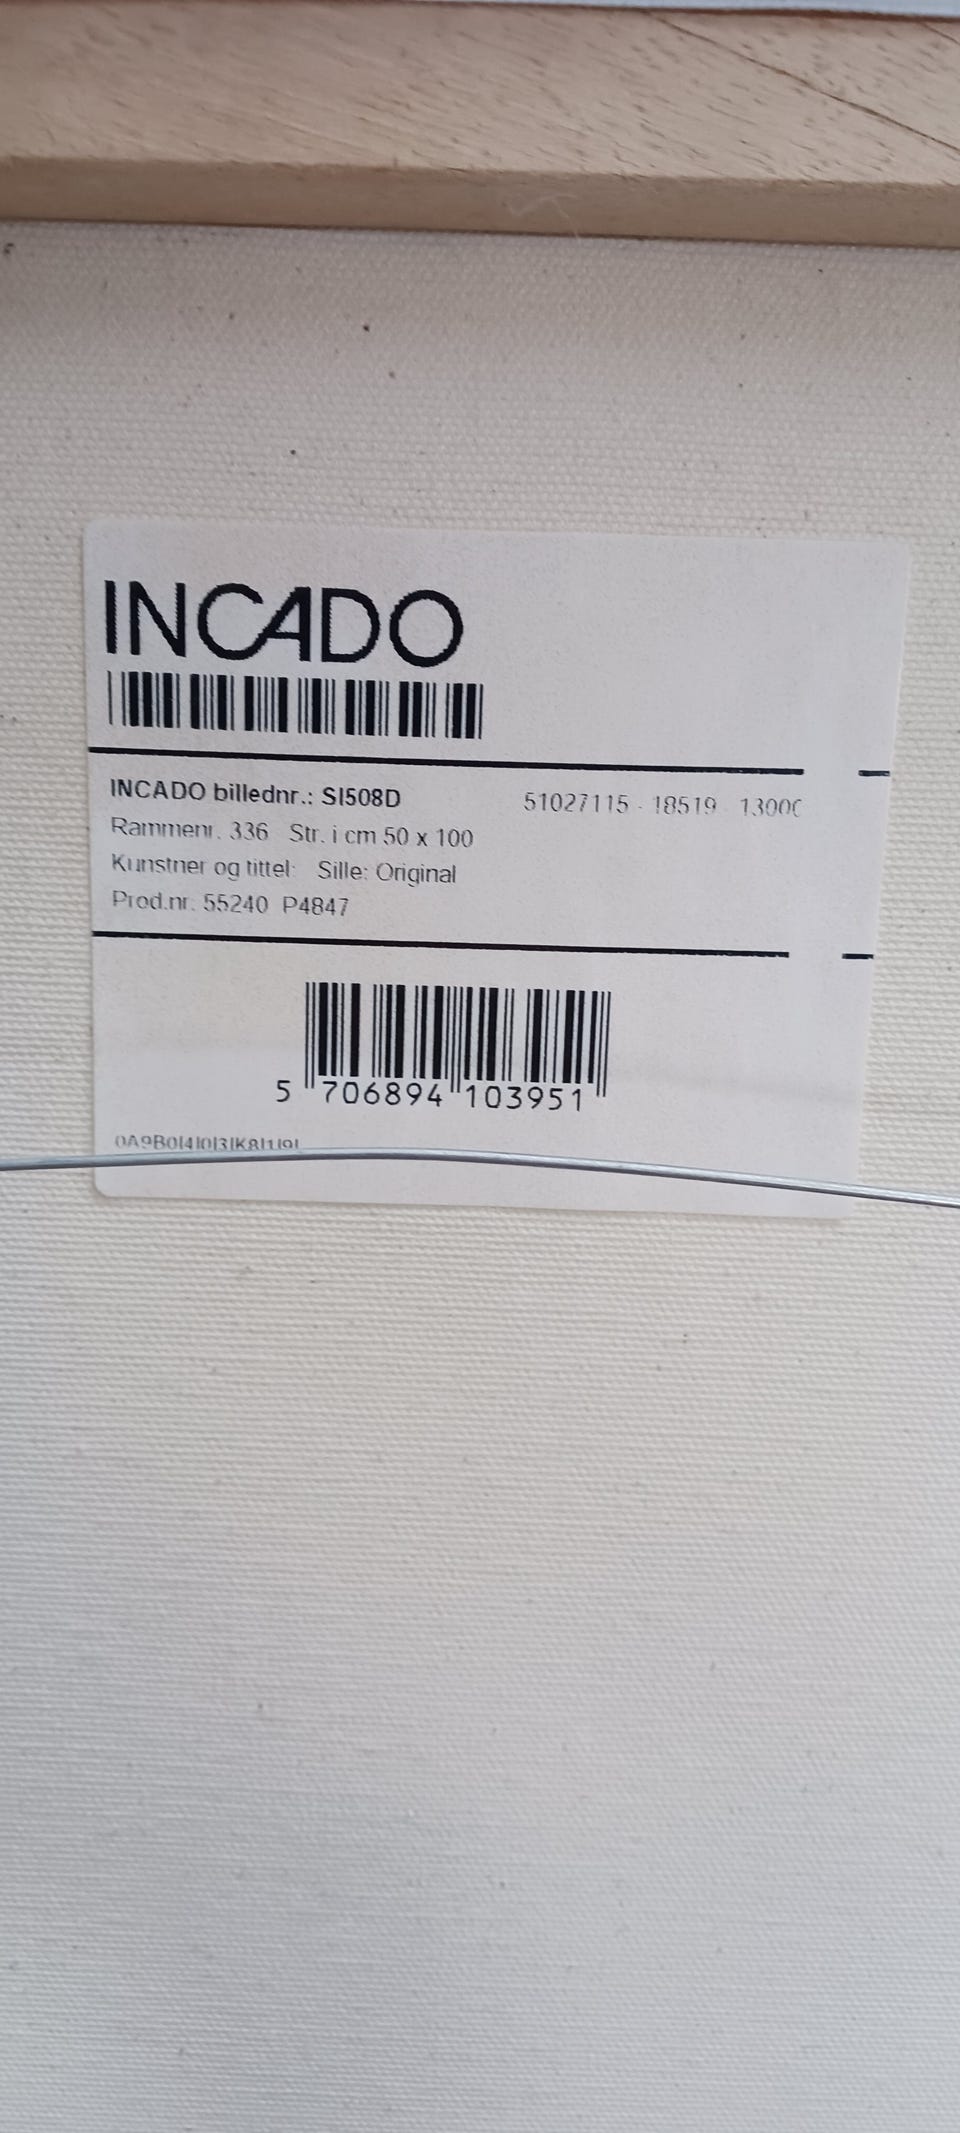 INCADO
INCADO billednr.: SI508D
51027115 - 18519
Rammenr. 336 Str. i cm 50 x 100
Kunstner og tittel: Sille: Original
Prod.nr. 55240 P4847
5 706894 103951